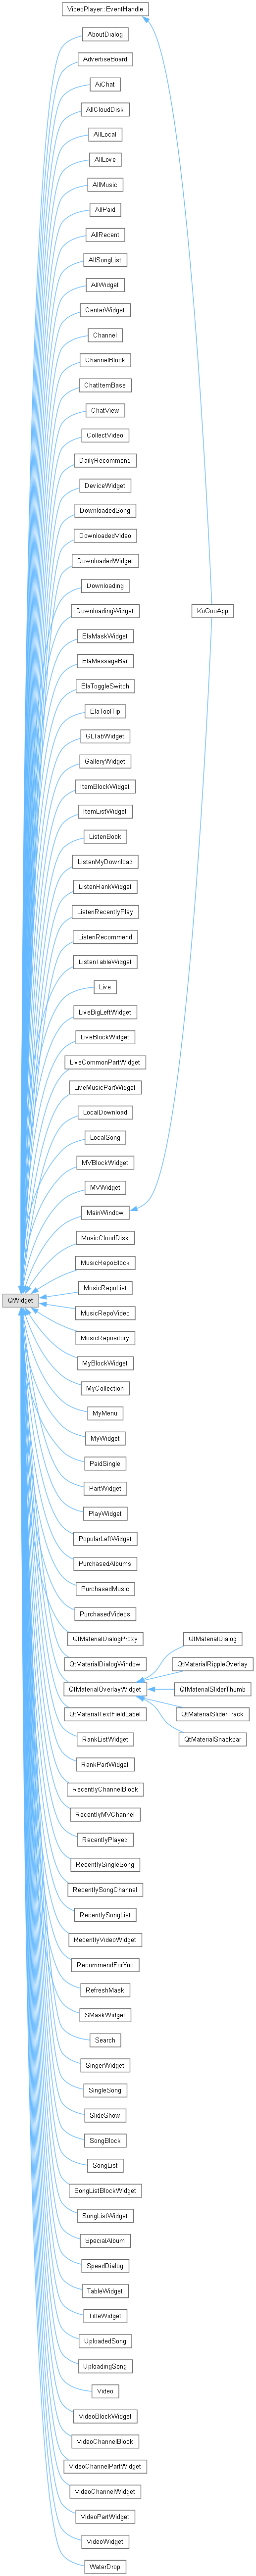 VideoPlayer::EventHandle
AboutDialog
AdvertiseBoard
AiChat
AllCloudDisk
AllLocal
AllLove
AllMusic
AllPaid
AllRecent
AllSongList
AllWidget
CenterWidget
Channel
ChannelBlock
ChatItemBase
ChatView
CollectVideo
DailyRecommend
DeviceWidget
DownloadedSong
DownloadedVideo
DownloadedWidget
Downloading
DownloadingWidget
KuGouApp
ElaMaskWidget
ElaMessageBar
ElaToggleSwitch
ElaToolTip
GLTabWidget
GalleryWidget
ItemBlockWidget
ItemListWidget
ListenBook
ListenMyDownload
ListenRankWidget
ListenRecentlyPlay
ListenRecommend
ListenTableWidget
Live
LiveBigLeftWidget
LiveBlockWidget
LiveCommonPartWidget
LiveMusicPartWidget
LocalDownload
LocalSong
MVBlockWidget
MVWidget
MainWindow
MusicCloudDisk
MusicRepoBlock
MusicRepoList
QWidget
MusicRepoVideo
MusicRepository
MyBlockWidget
MyCollection
MyMenu
MyWidget
PaidSingle
PartWidget
PlayWidget
PopularLeftWidget
PurchasedAlbums
PurchasedMusic
PurchasedVideos
QtMaterialDialogProxy
QtMaterialDialog
QtMaterialDialogWindow
QtMaterialRippleOverlay
QtMaterialOverlayWidget
QtMaterialSliderThumb
QtMaterialTextFieldLabel
QtMaterialSliderTrack
RankListWidget
QtMaterialSnackbar
RankPartWidget
RecentlyChannelBlock
RecentlyMVChannel
RecentlyPlayed
RecentlySingleSong
RecentlySongChannel
RecentlySongList
RecentlyVideoWidget
RecommendForYou
RefreshMask
SMaskWidget
Search
SingerWidget
SingleSong
SlideShow
SongBlock
SongList
SongListBlockWidget
SongListWidget
SpecialAlbum
SpeedDialog
TableWidget
TitleWidget
UploadedSong
UploadingSong
Video
VideoBlockWidget
VideoChannelBlock
VideoChannelPartWidget
VideoChannelWidget
VideoPartWidget
VideoWidget
WaterDrop